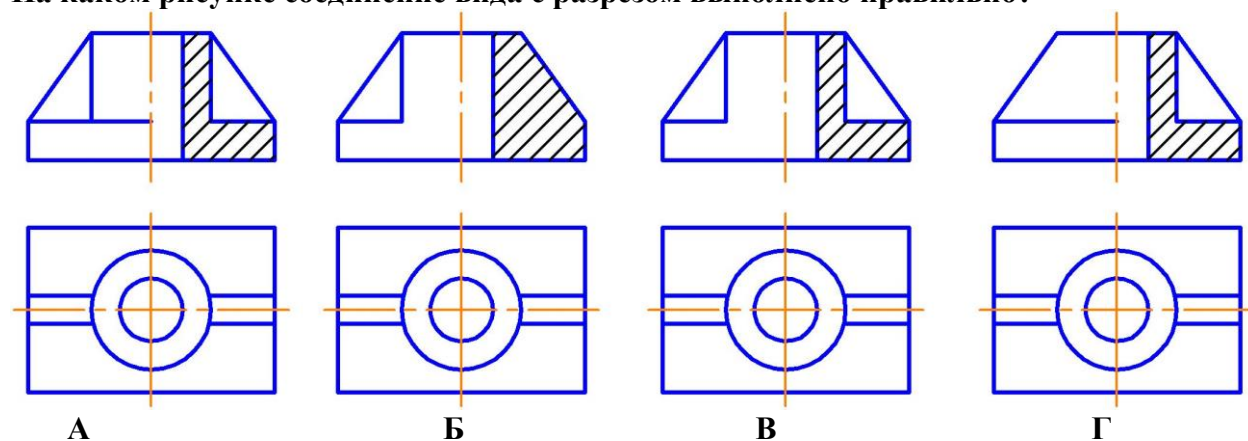 На каком рисунке соединение вида с разрезом выполнено правильно?
А Б В Г